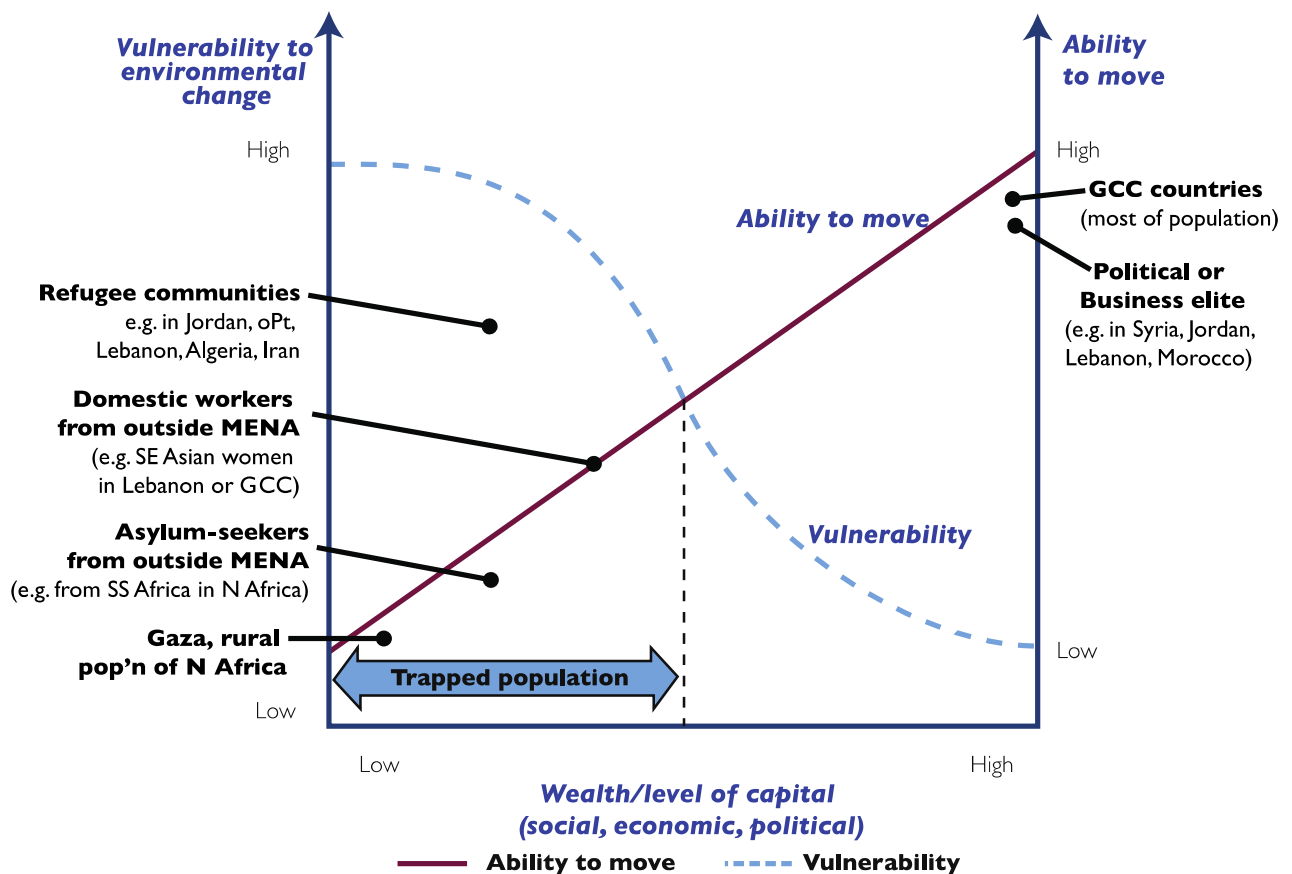 Vulnerability to
environmental
change
Ability
to move
High
High
GCC countries
(most of population)
Ability to move
Political or
Business elite
(e.g. in Syria, Jordan,
Lebanon, Morocco)
Refugee communities
e.g. in Jordan, oPt,
Lebanon, Algeria, Iran
Domestic workers
from outside MENA
(e.g. SE Asian women
in Lebanon or GCC)
Asylum-seekers
from outside MENA
(e.g. from SS Africa in N Africa)
Vulnerability
Gaza, rural
pop’n of N Africa
Trapped population
Low
Low
Low
High
Wealth/level of capital
(social, economic, political)
Ability to move
Vulnerability